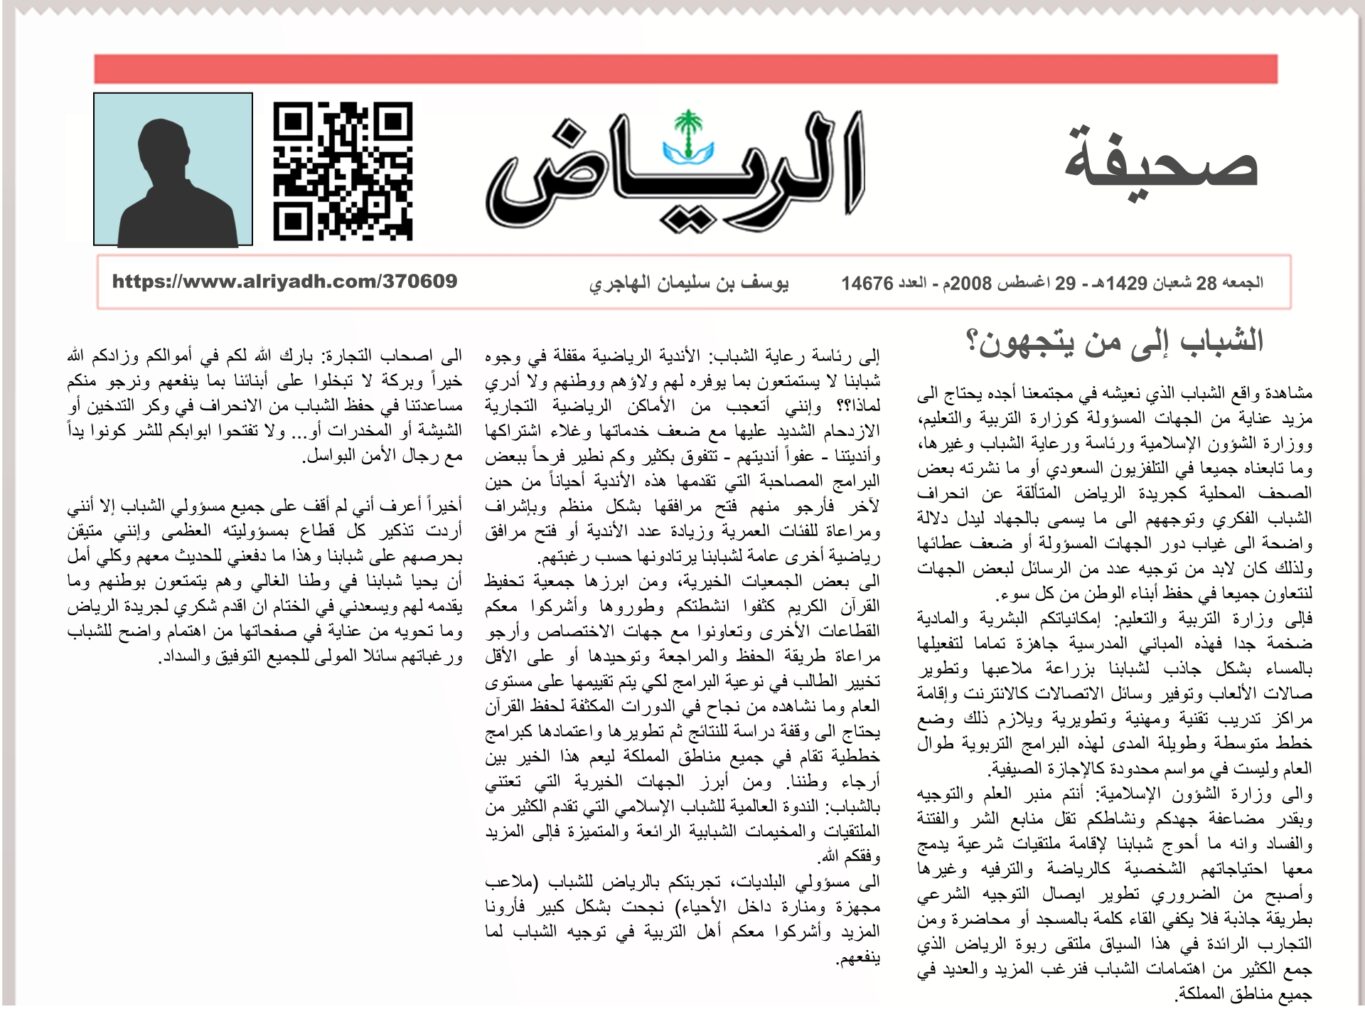 صحيفة
الرياض
الجمعه 28 شعبان 1429هـ - 29 اغسطس 2008م - العدد 14676
يوسف بن سليمان الهاجري
https://www.alriyadh.com/370609
الشباب إلى من يتجهون؟
مشاهدة واقع الشباب الذي نعيشه في مجتمعنا أجده يحتاج الى
مزيد عناية من الجهات المسؤولة كوزارة التربية والتعليم،
ووزارة الشؤون الإسلامية ورئاسة ورعاية الشباب وغيرها،
وما تابعناه جميعا في التلفزيون السعودي أو ما نشرته بعض
الصحف المحلية كجريدة الرياض المتألقة عن انحراف
الشباب الفكري وتوجههم الى ما يسمى بالجهاد ليدل دلالة
واضحة الى غياب دور الجهات المسؤولة أو ضعف عطائها
ولذلك كان لابد من توجيه عدد من الرسائل لبعض الجهات
لنتعاون جميعا في حفظ أبناء الوطن من كل سوء.
فإلى وزارة التربية والتعليم: إمكانياتكم البشرية والمادية
ضخمة جدا فهذه المباني المدرسية جاهزة تماما لتفعيلها
بالمساء بشكل جاذب لشبابنا بزراعة ملاعبها وتطوير
صالات الألعاب وتوفير وسائل الاتصالات كالانترنت وإقامة
مراكز تدريب تقنية ومهنية وتطويرية ويلازم ذلك وضع
خطط متوسطة وطويلة المدى لهذه البرامج التربوية طوال
العام وليست في مواسم محدودة كالإجازة الصيفية.
والى وزارة الشؤون الإسلامية: أنتم منبر العلم والتوجيه
وبقدر مضاعفة جهدكم ونشاطكم تقل منابع الشر والفتنة
والفساد وانه ما أحوج شبابنا لإقامة ملتقيات شرعية يدمج
معها احتياجاتهم الشخصية كالرياضة والترفيه وغيرها
وأصبح من الضروري تطوير ايصال التوجيه الشرعي
بطريقة جاذبة فلا يكفي القاء كلمة بالمسجد أو محاضرة ومن
التجارب الرائدة في هذا السياق ملتقى ربوة الرياض الذي
جمع الكثير من اهتمامات الشباب فنرغب المزيد والعديد في
جميع مناطق المملكة.
إلى رئاسة رعاية الشباب: الأندية الرياضية مقفلة في وجوه
شبابنا لا يستمتعون بما يوفره لهم ولاؤهم ووطنهم ولا أدري
لماذا؟؟ وإنني أتعجب من الأماكن الرياضية التجارية
الازدحام الشديد عليها مع ضعف خدماتها وغلاء اشتراكها
وأنديتنا - عفواً أنديتهم - تتفوق بكثير وكم نطير فرحاً ببعض
البرامج المصاحبة التي تقدمها هذه الأندية أحياناً من حين
لآخر فأرجو منهم فتح مرافقها بشكل منظم وبإشراف
ومراعاة للفئات العمرية وزيادة عدد الأندية أو فتح مرافق
رياضية أخرى عامة لشبابنا يرتادونها حسب رغبتهم.
الى بعض الجمعيات الخيرية، ومن ابرزها جمعية تحفيظ
القرآن الكريم كثفوا انشطتكم وطوروها وأشركوا معكم
القطاعات الأخرى وتعاونوا مع جهات الاختصاص وأرجو
مراعاة طريقة الحفظ والمراجعة وتوحيدها أو على الأقل
تخيير الطالب في نوعية البرامج لكي يتم تقييمها على مستوى
العام وما نشاهده من نجاح في الدورات المكثفة لحفظ القرآن
يحتاج الى وقفة دراسة للنتائج ثم تطويرها واعتمادها كبرامج
خططية تقام في جميع مناطق المملكة ليعم هذا الخير بين
أرجاء وطننا. ومن أبرز الجهات الخيرية التي تعتني
بالشباب: الندوة العالمية للشباب الإسلامي التي تقدم الكثير من
الملتقيات والمخيمات الشبابية الرائعة والمتميزة فإلى المزيد
وفقكم الله.
الى مسؤولي البلديات، تجربتكم بالرياض للشباب (ملاعب
مجهزة ومنارة داخل الأحياء) نجحت بشكل كبير فأرونا
المزيد وأشركوا معكم أهل التربية في توجيه الشباب لما
ينفعهم.
الى اصحاب التجارة: بارك الله لكم في أموالكم وزادكم الله
خيراً وبركة لا تبخلوا على أبنائنا بما ينفعهم ونرجو منكم
مساعدتنا في حفظ الشباب من الانحراف في وكر التدخين أو
الشيشة أو المخدرات أو... ولا تفتحوا ابوابكم للشر كونوا يداً
مع رجال الأمن البواسل.
أخيراً أعرف أني لم أقف على جميع مسؤولي الشباب إلا أنني
أردت تذكير كل قطاع بمسؤوليته العظمى وإنني متيقن
بحرصهم على شبابنا وهذا ما دفعني للحديث معهم وكلي أمل
أن يحيا شبابنا في وطنا الغالي وهم يتمتعون بوطنهم وما
يقدمه لهم ويسعدني في الختام ان اقدم شكري لجريدة الرياض
وما تحويه من عناية في صفحاتها من اهتمام واضح للشباب
ورغباتهم سائلا المولى للجميع التوفيق والسداد.